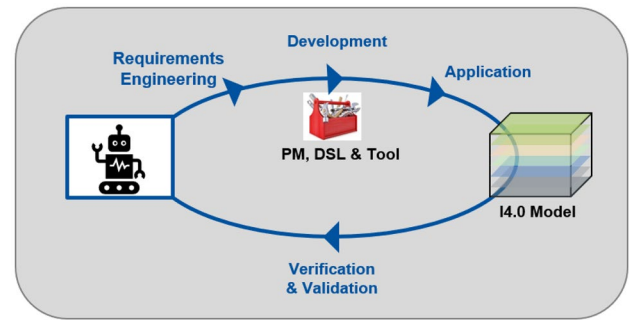 Development
Requirements
Engineering
Application
PM, DSL & Tool
I4.0 Model
Verification
& Validation